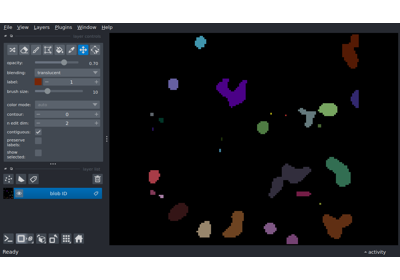 File View Layers Plugins Window Help
opacity: 0.70
blending: translucent
label: 1
brush size: 10
color mode:
contour: 0
n edit dim: 2
contiguous:
preserve labels:
show selected:
blob ID
Ready
activity